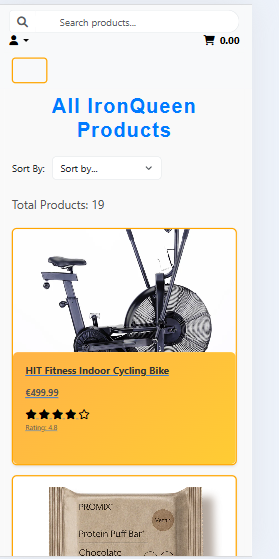 Search products...
0.00
All IronQueen
Products
Sort By: Sort by...
Total Products: 19
HIT Fitness Indoor Cycling Bike
€499.99
Rating: 4.8
PROMIX
Protein Puff Bar
Chocolate